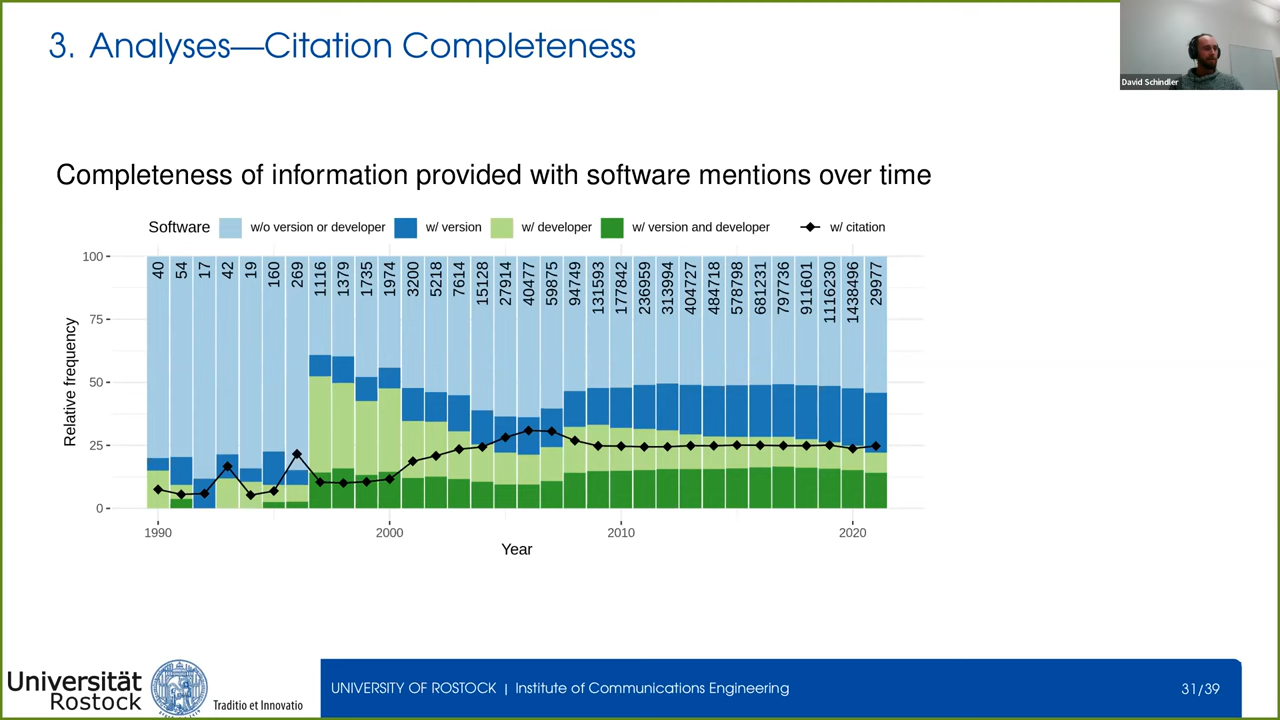 3. Analyses—Citation Completeness
David Schindler
Completeness of information provided with software mentions over time
Software w/o version or developer w/ version w/ developer w/ version and developer w/ citation
100
75
50
25
0
Relative frequency
40 54 17 42 19 160 269 1116 1379 1735 1974 3200 5218 7614 15128 27914 40477 59875 94749 131593 177842 236959 313994 404727 484718 578798 681231 797736 911601 1116230 1438496 29977
1990 2000 2010 2020
Year
Universität
Rostock
Traditio et Innovatio
UNIVERSITY OF ROSTOCK | Institute of Communications Engineering
31/39